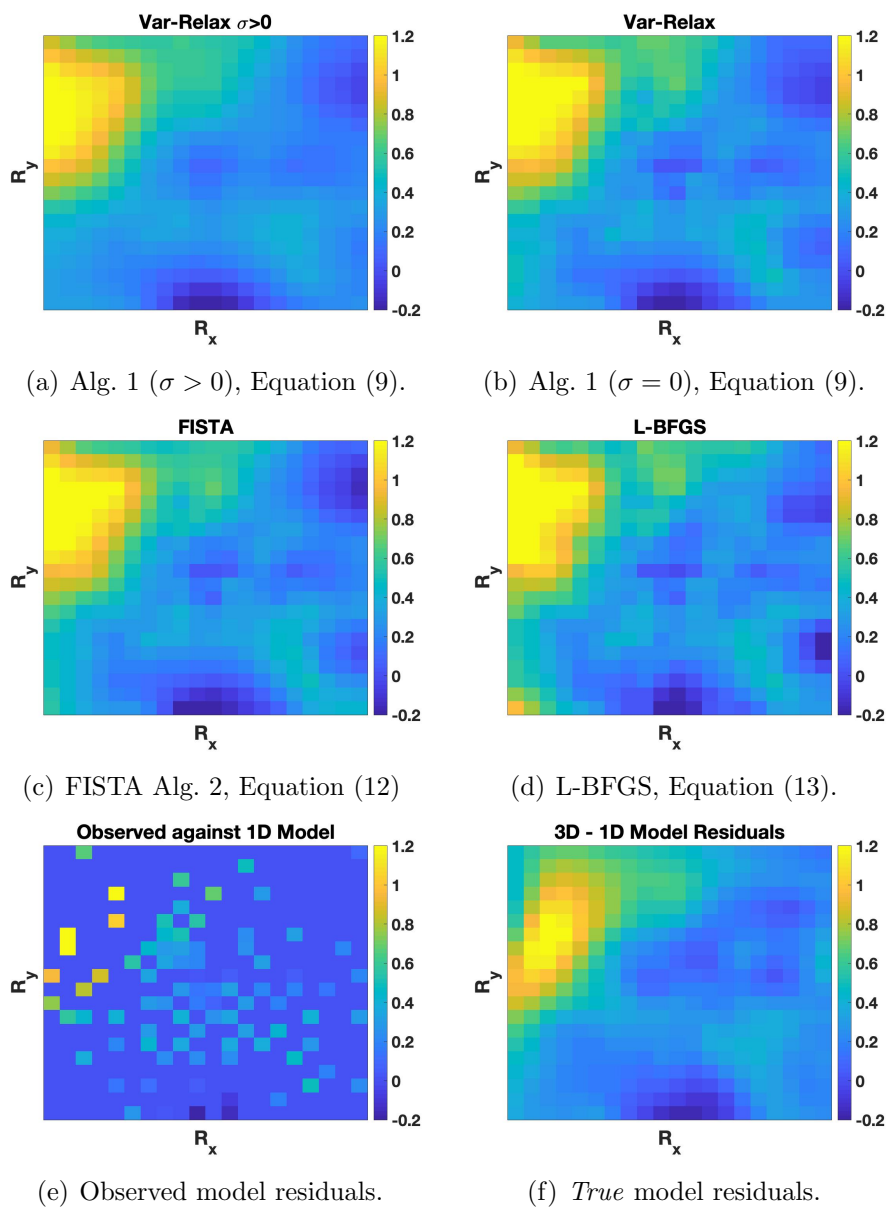 Var-Relax σ>0
1.2
1
0.8
0.6
0.4
0.2
0
-0.2
R_y
R_x
(a) Alg. 1 (σ > 0), Equation (9).
Var-Relax
1.2
1
0.8
0.6
0.4
0.2
0
-0.2
R_y
R_x
(b) Alg. 1 (σ = 0), Equation (9).
FISTA
1.2
1
0.8
0.6
0.4
0.2
0
-0.2
R_y
R_x
(c) FISTA Alg. 2, Equation (12)
L-BFGS
1.2
1
0.8
0.6
0.4
0.2
0
-0.2
R_y
R_x
(d) L-BFGS, Equation (13).
Observed against 1D Model
1.2
1
0.8
0.6
0.4
0.2
0
-0.2
R_y
R_x
(e) Observed model residuals.
3D - 1D Model Residuals
1.2
1
0.8
0.6
0.4
0.2
0
-0.2
R_y
R_x
(f) True model residuals.